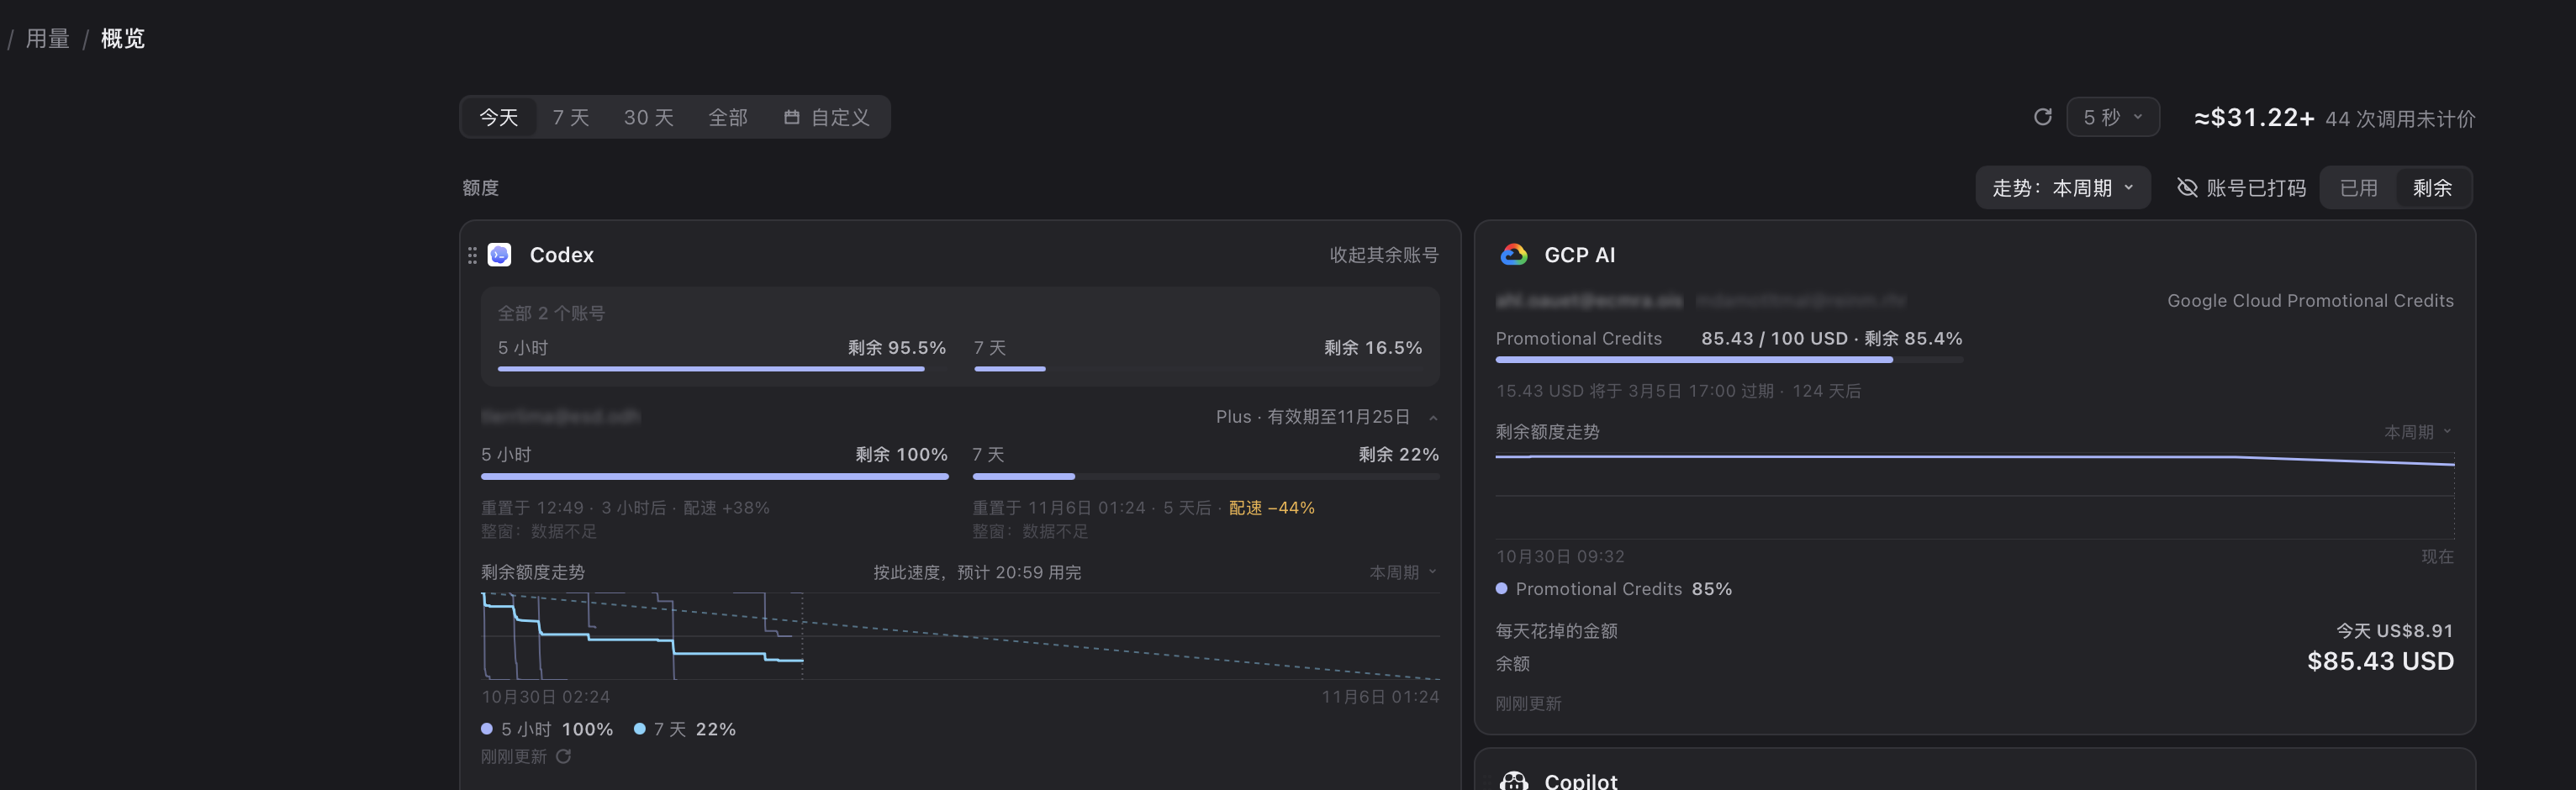 / 用量 / 概览
今天 7 天 30 天 全部 自定义
5 秒 ≈$31.22+ 44 次调用未计价
额度
走势：本周期 账号已打码 已用 剩余
Codex 收起其余账号
全部 2 个账号
5 小时 剩余 95.5% 7 天 剩余 16.5%
Plus · 有效期至11月25日
5 小时 剩余 100% 7 天 剩余 22%
重置于 12:49 · 3 小时后 · 配速 +38% 重置于 11月6日 01:24 · 5 天后 · 配速 −44%
整窗：数据不足 整窗：数据不足
剩余额度走势 按此速度，预计 20:59 用完 本周期
10月30日 02:24 11月6日 01:24
5 小时 100% 7 天 22%
刚刚更新
GCP AI
Google Cloud Promotional Credits
Promotional Credits 85.43 / 100 USD · 剩余 85.4%
15.43 USD 将于 3月5日 17:00 过期 · 124 天后
剩余额度走势 本周期
10月30日 09:32 现在
Promotional Credits 85%
每天花掉的金额 今天 US$8.91
余额 $85.43 USD
刚刚更新
Copilot